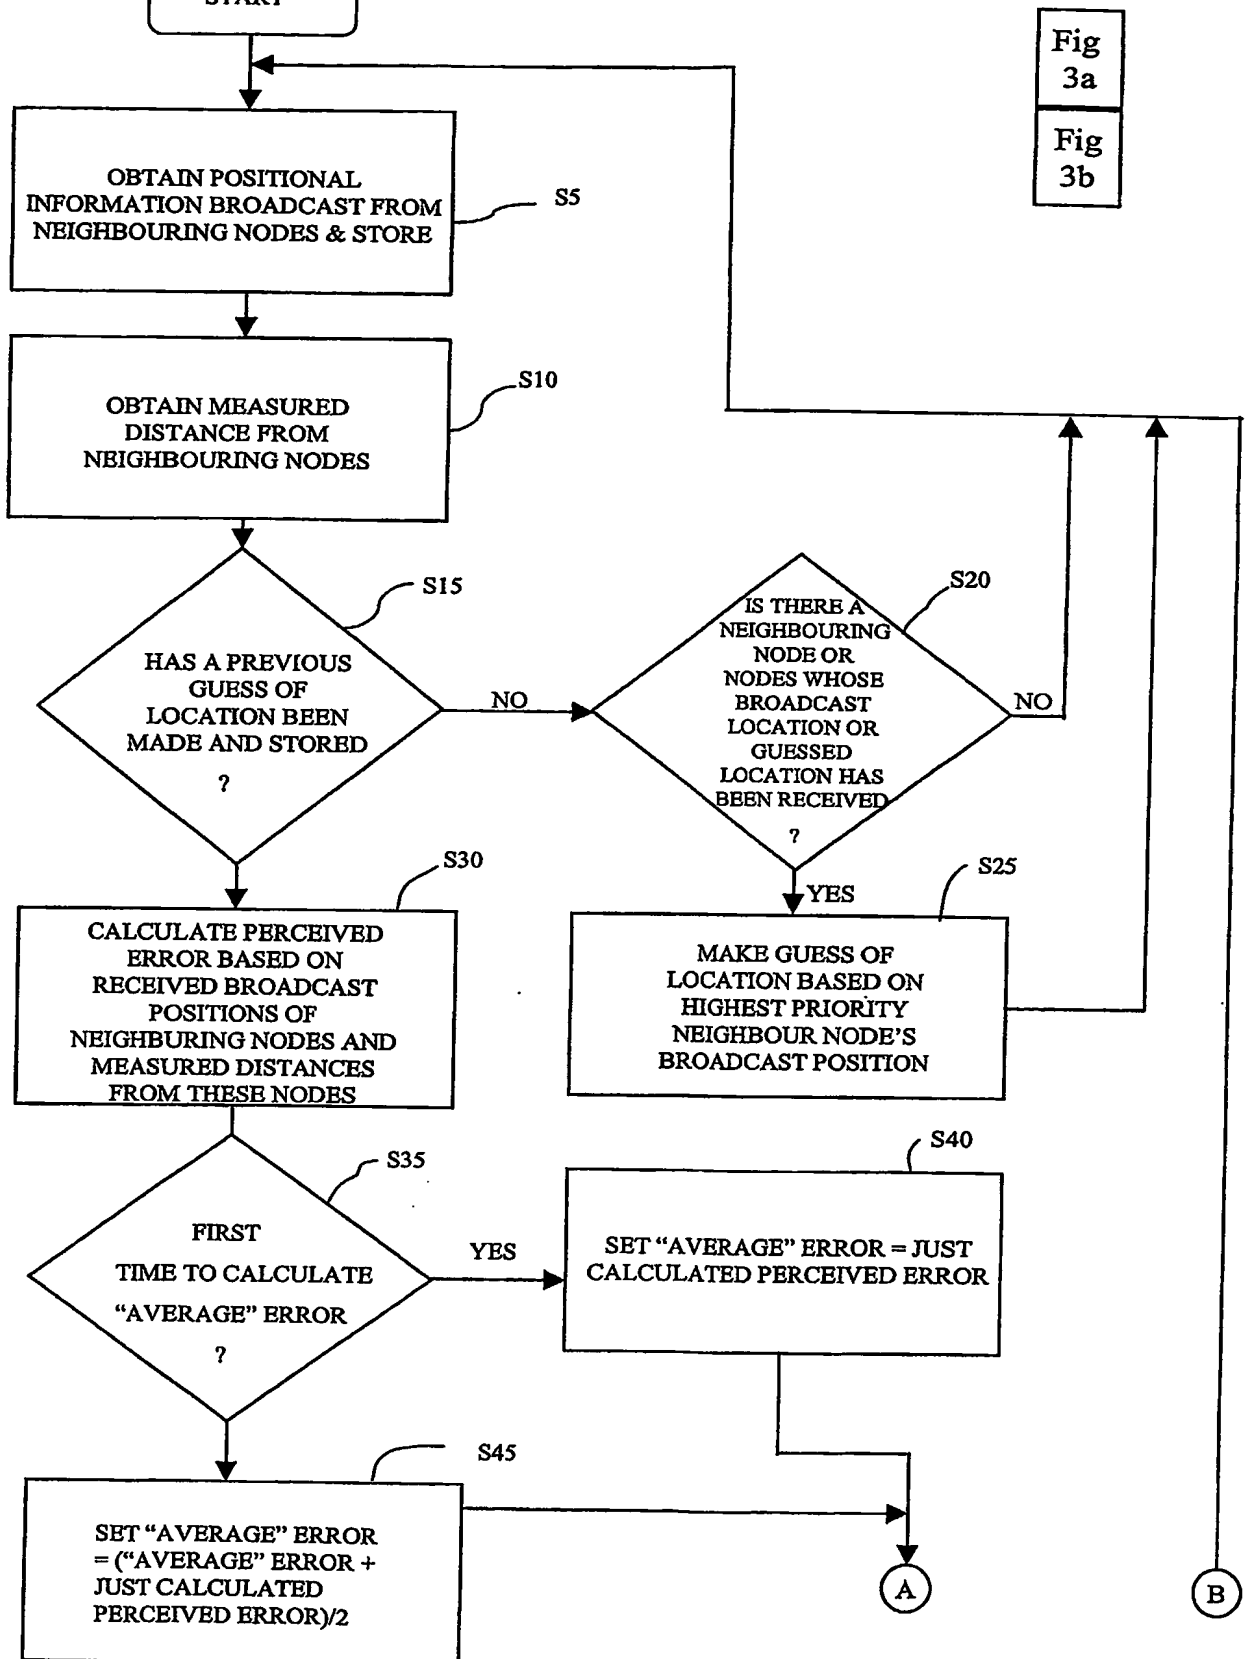 START
Fig
3a
Fig
3b
OBTAIN POSITIONAL
INFORMATION BROADCAST FROM
NEIGHBOURING NODES & STORE
S5
OBTAIN MEASURED
DISTANCE FROM
NEIGHBOURING NODES
S10
HAS A PREVIOUS
GUESS OF
LOCATION BEEN
MADE AND STORED
?
S15
NO
IS THERE A
NEIGHBOURING
NODE OR
NODES WHOSE
BROADCAST
LOCATION OR
GUESSED
LOCATION HAS
BEEN RECEIVED
?
S20
NO
YES
S30
CALCULATE PERCEIVED
ERROR BASED ON
RECEIVED BROADCAST
POSITIONS OF
NEIGHBURING NODES AND
MEASURED DISTANCES
FROM THESE NODES
S25
MAKE GUESS OF
LOCATION BASED ON
HIGHEST PRIORITY
NEIGHBOUR NODE'S
BROADCAST POSITION
S35
FIRST
TIME TO CALCULATE
“AVERAGE” ERROR
?
YES
S40
SET “AVERAGE” ERROR = JUST
CALCULATED PERCEIVED ERROR
S45
SET “AVERAGE” ERROR
= (“AVERAGE” ERROR +
JUST CALCULATED
PERCEIVED ERROR)/2
A
B